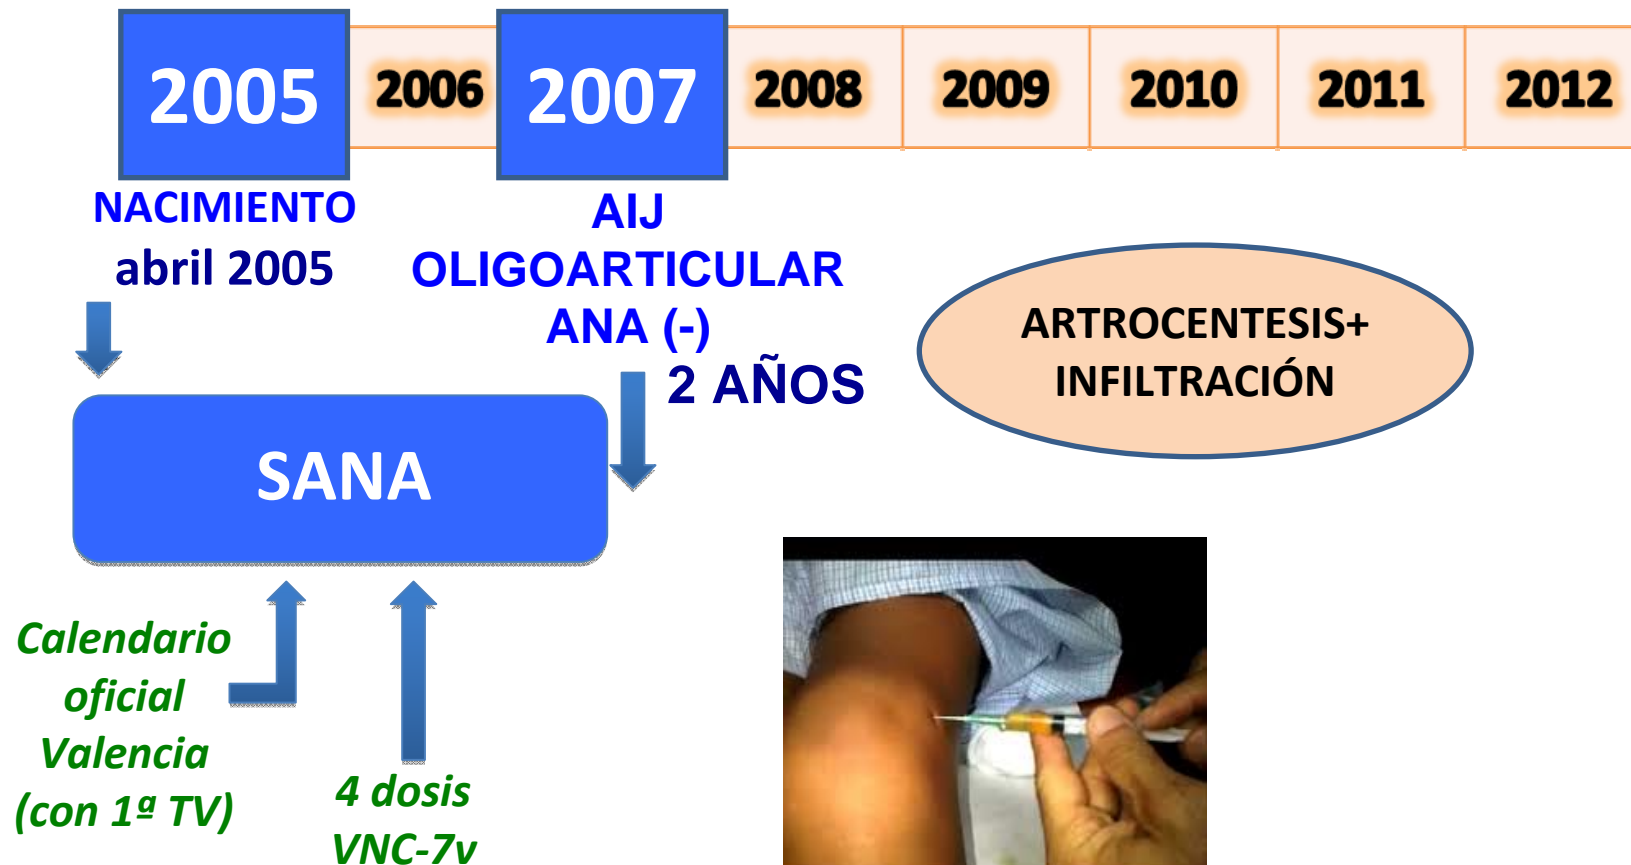 2005 2006 2007 2008 2009 2010 2011 2012
NACIMIENTO
abril 2005
AIJ
OLIGOARTICULAR
ANA (-)
2 AÑOS
ARTROCENTESIS+
INFILTRACIÓN
SANA
Calendario
oficial
Valencia
(con 1ª TV)
4 dosis
VNC-7v